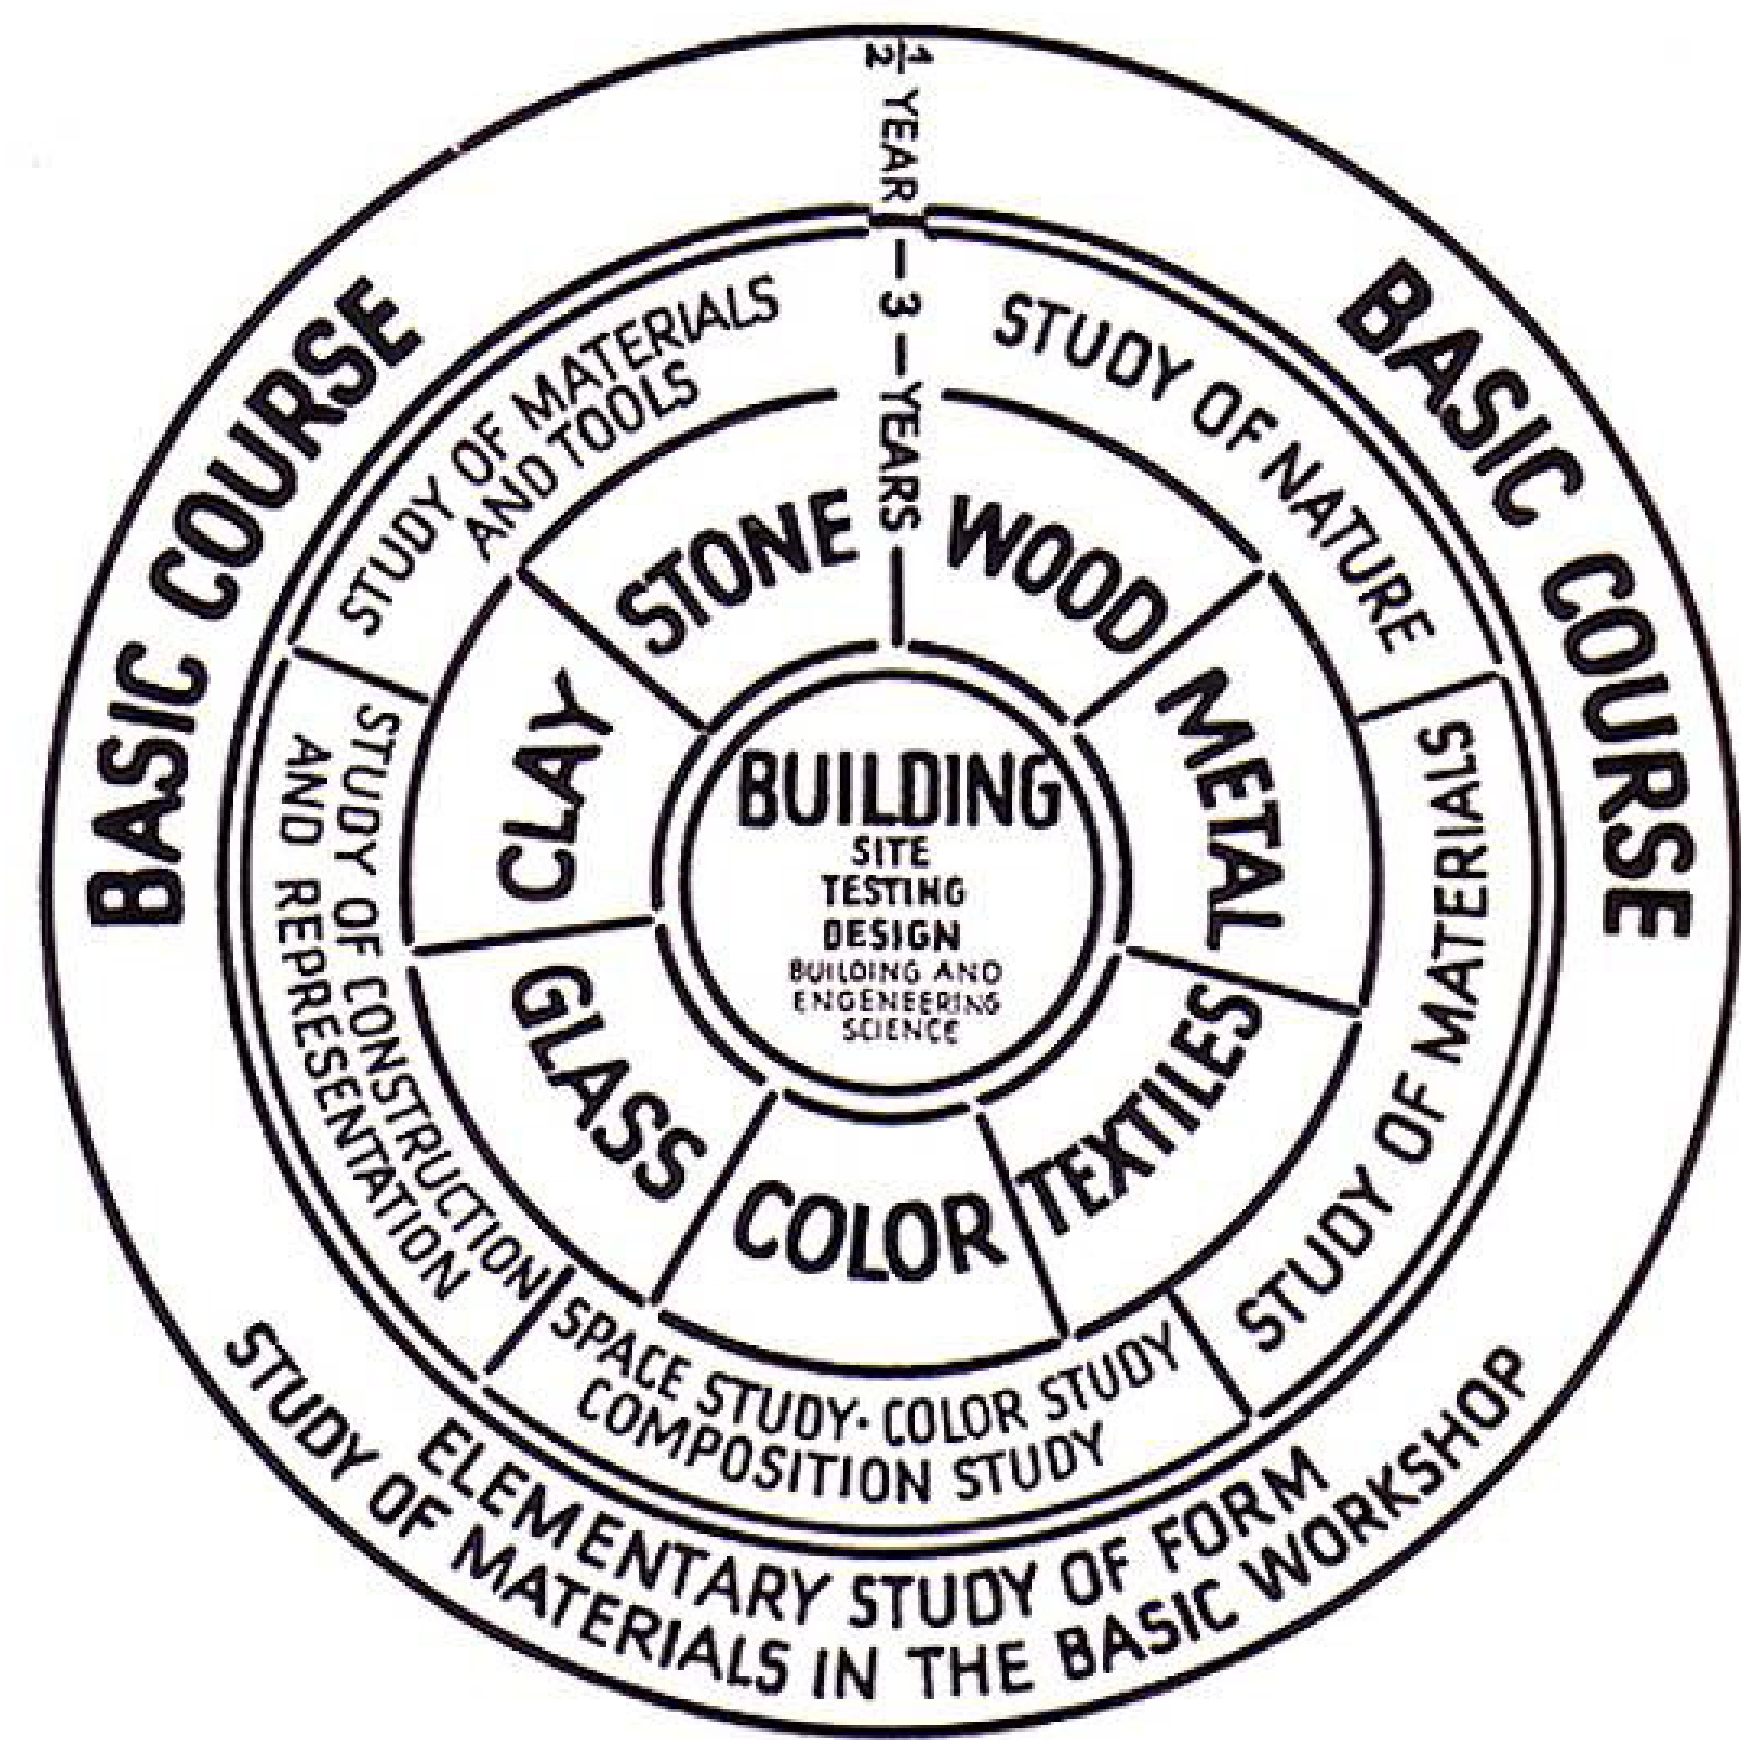 ½ YEAR
3 YEARS
BASIC COURSE
BASIC COURSE
STUDY OF MATERIALS
AND TOOLS
STUDY OF NATURE
STUDY OF MATERIALS
SPACE STUDY · COLOR STUDY
COMPOSITION STUDY
STUDY OF CONSTRUCTION
AND REPRESENTATION
STONE
WOOD
METAL
TEXTILES
COLOR
GLASS
CLAY
BUILDING
SITE
TESTING
DESIGN
BUILDING AND
ENGENEERING
SCIENCE
ELEMENTARY STUDY OF FORM
STUDY OF MATERIALS IN THE BASIC WORKSHOP